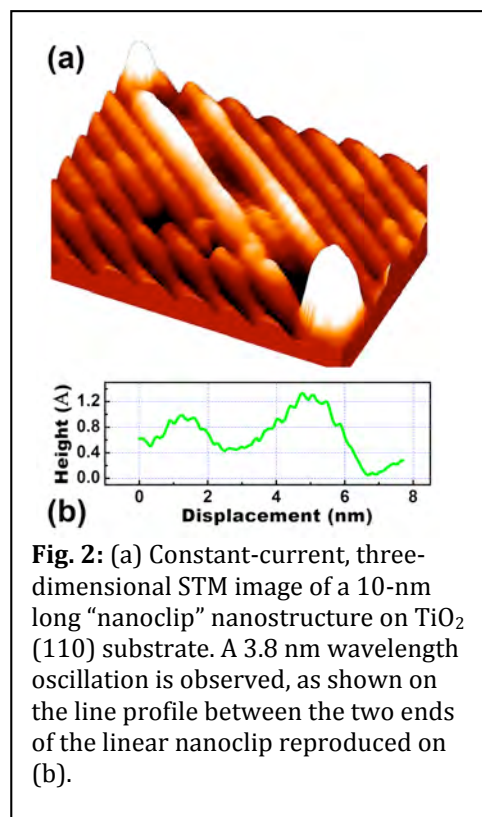 (a)
Height (Å)
1.2
0.8
0.4
0.0
0 2 4 6 8
(b)
Displacement (nm)
Fig. 2: (a) Constant-current, three-
dimensional STM image of a 10-nm
long “nanoclip” nanostructure on TiO₂
(110) substrate. A 3.8 nm wavelength
oscillation is observed, as shown on
the line profile between the two ends
of the linear nanoclip reproduced on
(b).